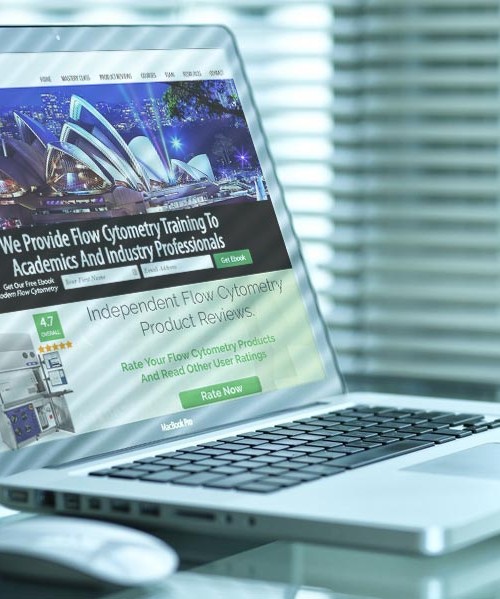 HOME MASTERY CLASS PRODUCT REVIEWS COURSES TEAM RESOURCES CONTACT
We Provide Flow Cytometry Training To
Academics And Industry Professionals
Get Our Free Ebook
Modern Flow Cytometry
Your First Name
Email Address
Get Ebook
4.7
OVERALL
Independent Flow Cytometry
Product Reviews.
Rate Your Flow Cytometry Products
And Read Other User Ratings
Rate Now
MacBook Pro